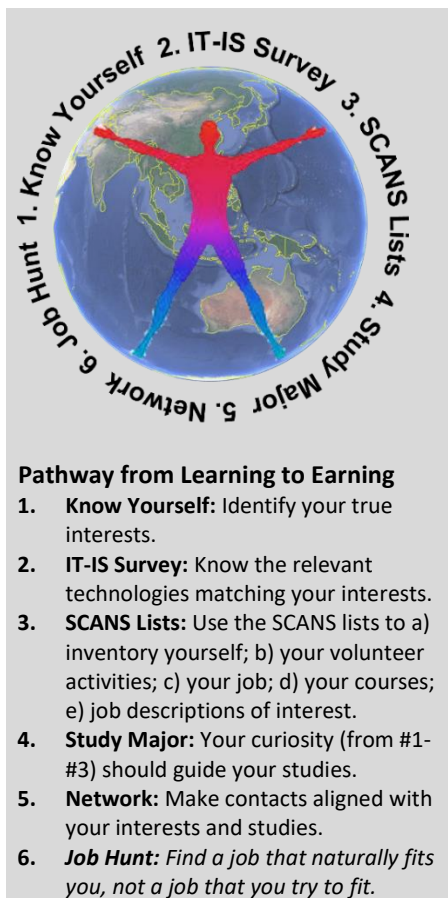 1. Know Yourself 2. IT-IS Survey 3. SCANS Lists 4. Study Major 5. Network 6. Job Hunt
Pathway from Learning to Earning
1. Know Yourself: Identify your true
interests.
2. IT-IS Survey: Know the relevant
technologies matching your interests.
3. SCANS Lists: Use the SCANS lists to a)
inventory yourself; b) your volunteer
activities; c) your job; d) your courses;
e) job descriptions of interest.
4. Study Major: Your curiosity (from #1-
#3) should guide your studies.
5. Network: Make contacts aligned with
your interests and studies.
6. Job Hunt: Find a job that naturally fits
you, not a job that you try to fit.